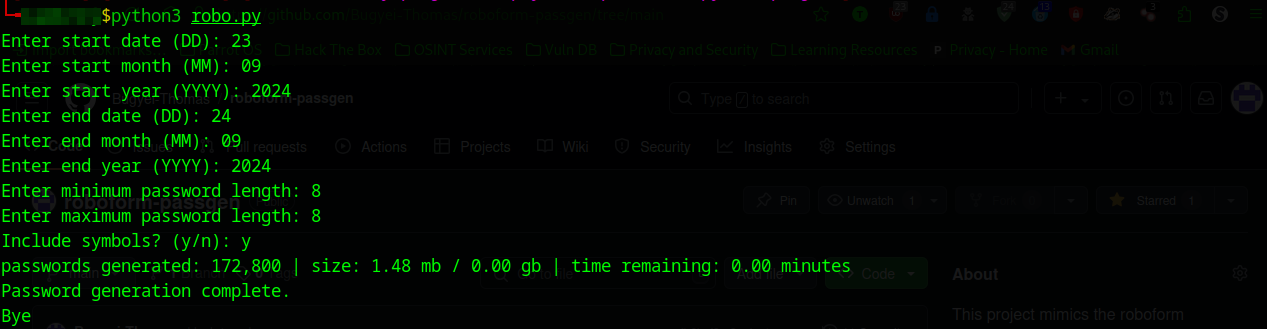 $python3 robo.py
Enter start date (DD): 23
Enter start month (MM): 09
Enter start year (YYYY): 2024
Enter end date (DD): 24
Enter end month (MM): 09
Enter end year (YYYY): 2024
Enter minimum password length: 8
Enter maximum password length: 8
Include symbols? (y/n): y
passwords generated: 172,800 | size: 1.48 mb / 0.00 gb | time remaining: 0.00 minutes
Password generation complete.
Bye
Hack The Box OSINT Services Vuln DB Privacy and Security Learning Resources Privacy - Home Gmail
roboform-passgen
Type / to search
requests Actions Projects Wiki Security Insights Settings
roboform-passgen
Pin Unwatch 1 Starred 1
Code
About
This project mimics the roboform